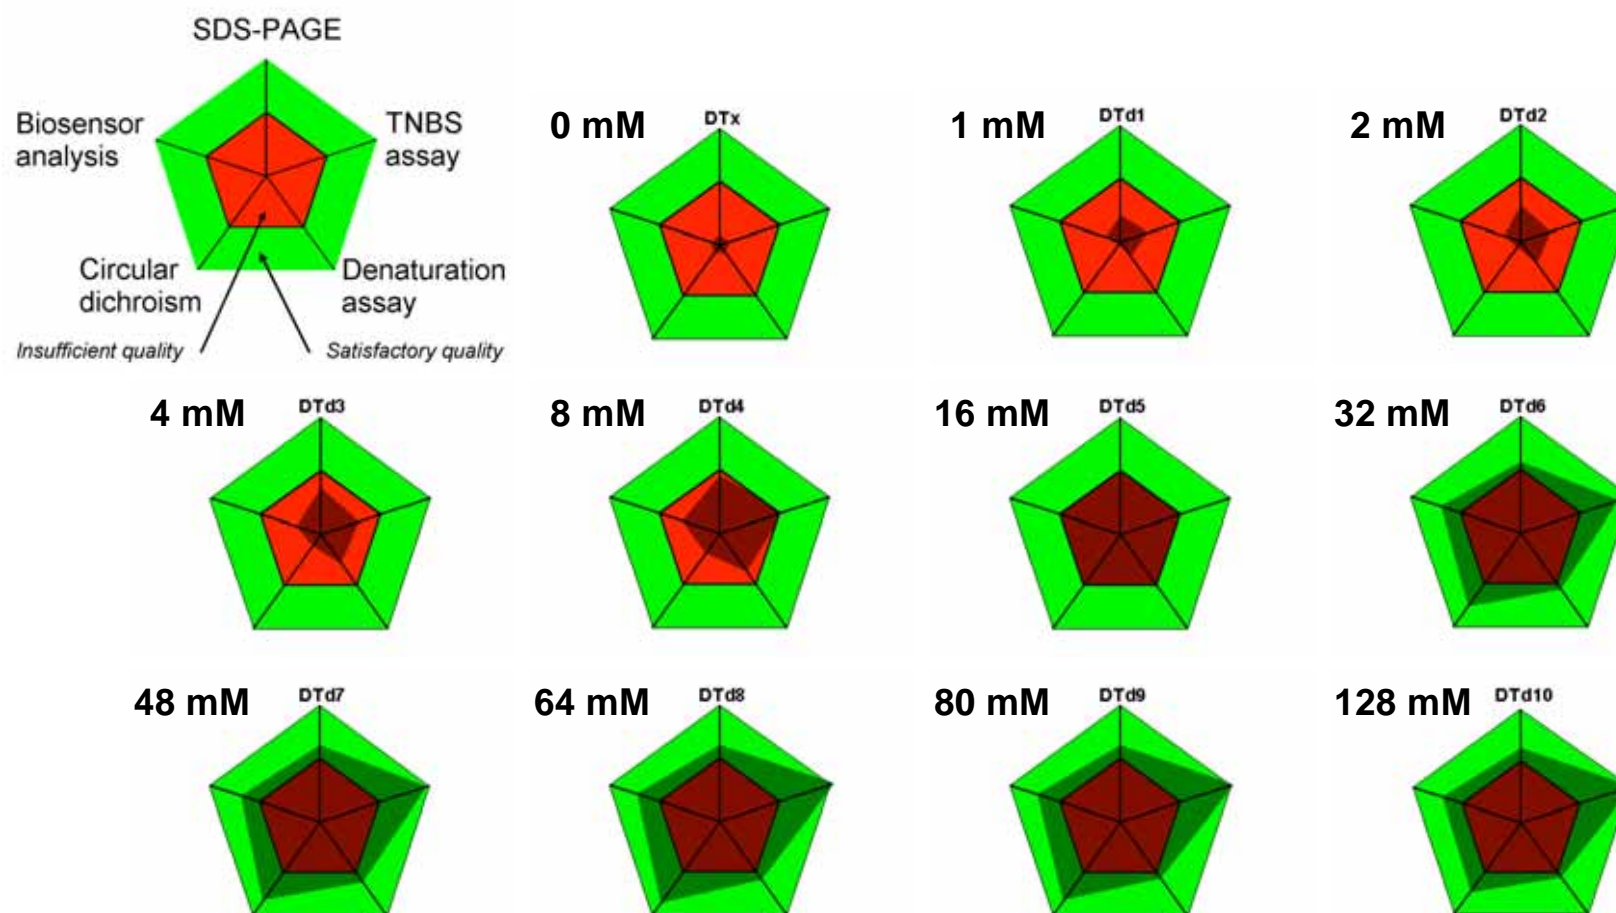 SDS-PAGE
Biosensor
analysis
TNBS
assay
Circular
dichroism
Denaturation
assay
Insufficient quality
Satisfactory quality
0 mM
DTx
1 mM
DTd1
2 mM
DTd2
4 mM
DTd3
8 mM
DTd4
16 mM
DTd5
32 mM
DTd6
48 mM
DTd7
64 mM
DTd8
80 mM
DTd9
128 mM
DTd10